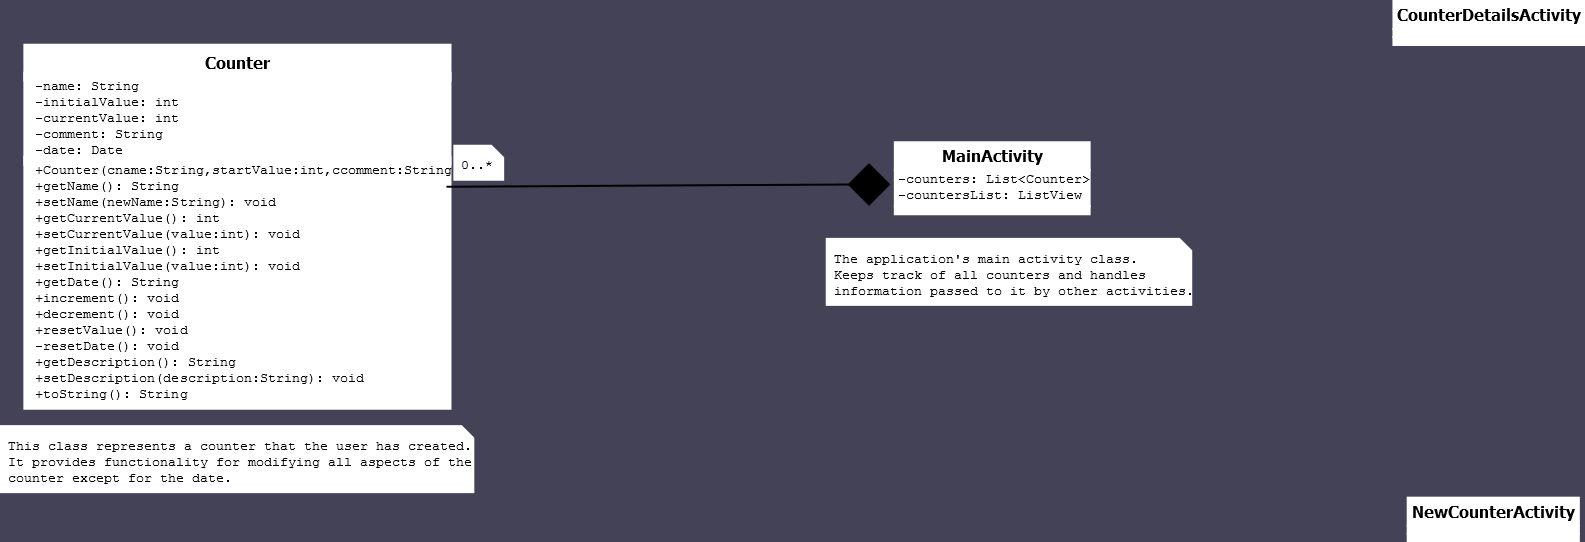 CounterDetailsActivity
Counter
-name: String
-initialValue: int
-currentValue: int
-comment: String
-date: Date
+Counter(cname:String,startValue:int,ccomment:String
+getName(): String
+setName(newName:String): void
+getCurrentValue(): int
+setCurrentValue(value:int): void
+getInitialValue(): int
+setInitialValue(value:int): void
+getDate(): String
+increment(): void
+decrement(): void
+resetValue(): void
-resetDate(): void
+getDescription(): String
+setDescription(description:String): void
+toString(): String
0..*
MainActivity
-counters: List<Counter>
-countersList: ListView
The application's main activity class.
Keeps track of all counters and handles
information passed to it by other activities.
This class represents a counter that the user has created.
It provides functionality for modifying all aspects of the
counter except for the date.
NewCounterActivity